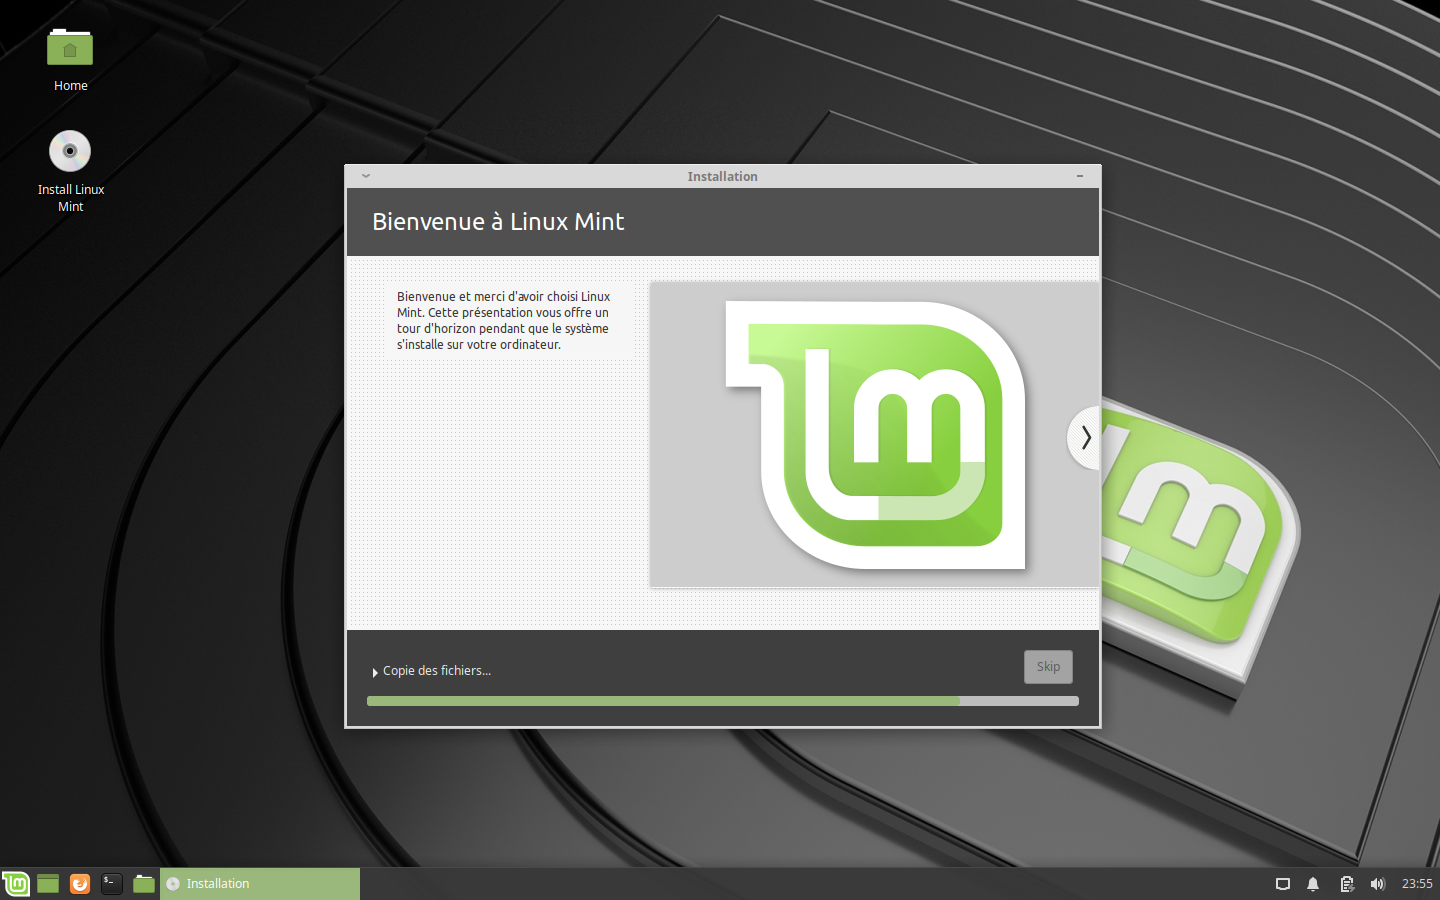 Home
Install Linux
Mint
Installation
Bienvenue à Linux Mint
Bienvenue et merci d'avoir choisi Linux
Mint. Cette présentation vous offre un
tour d'horizon pendant que le système
s'installe sur votre ordinateur.
Copie des fichiers...
Skip
Installation
23:55